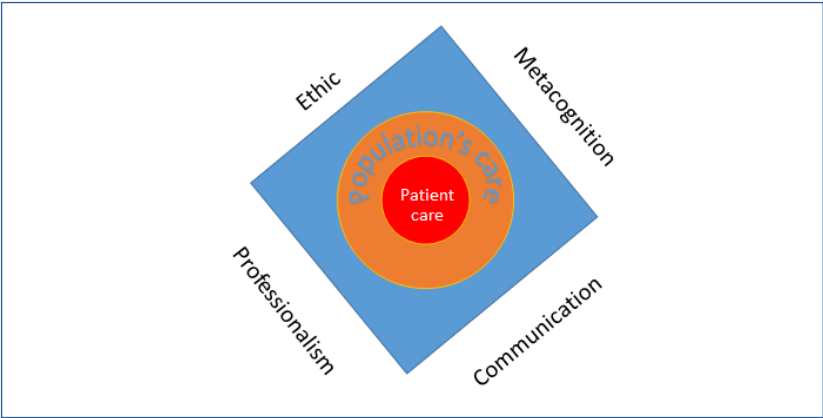 Ethic
Metacognition
Population's care
Patient
care
Professionalism
Communication